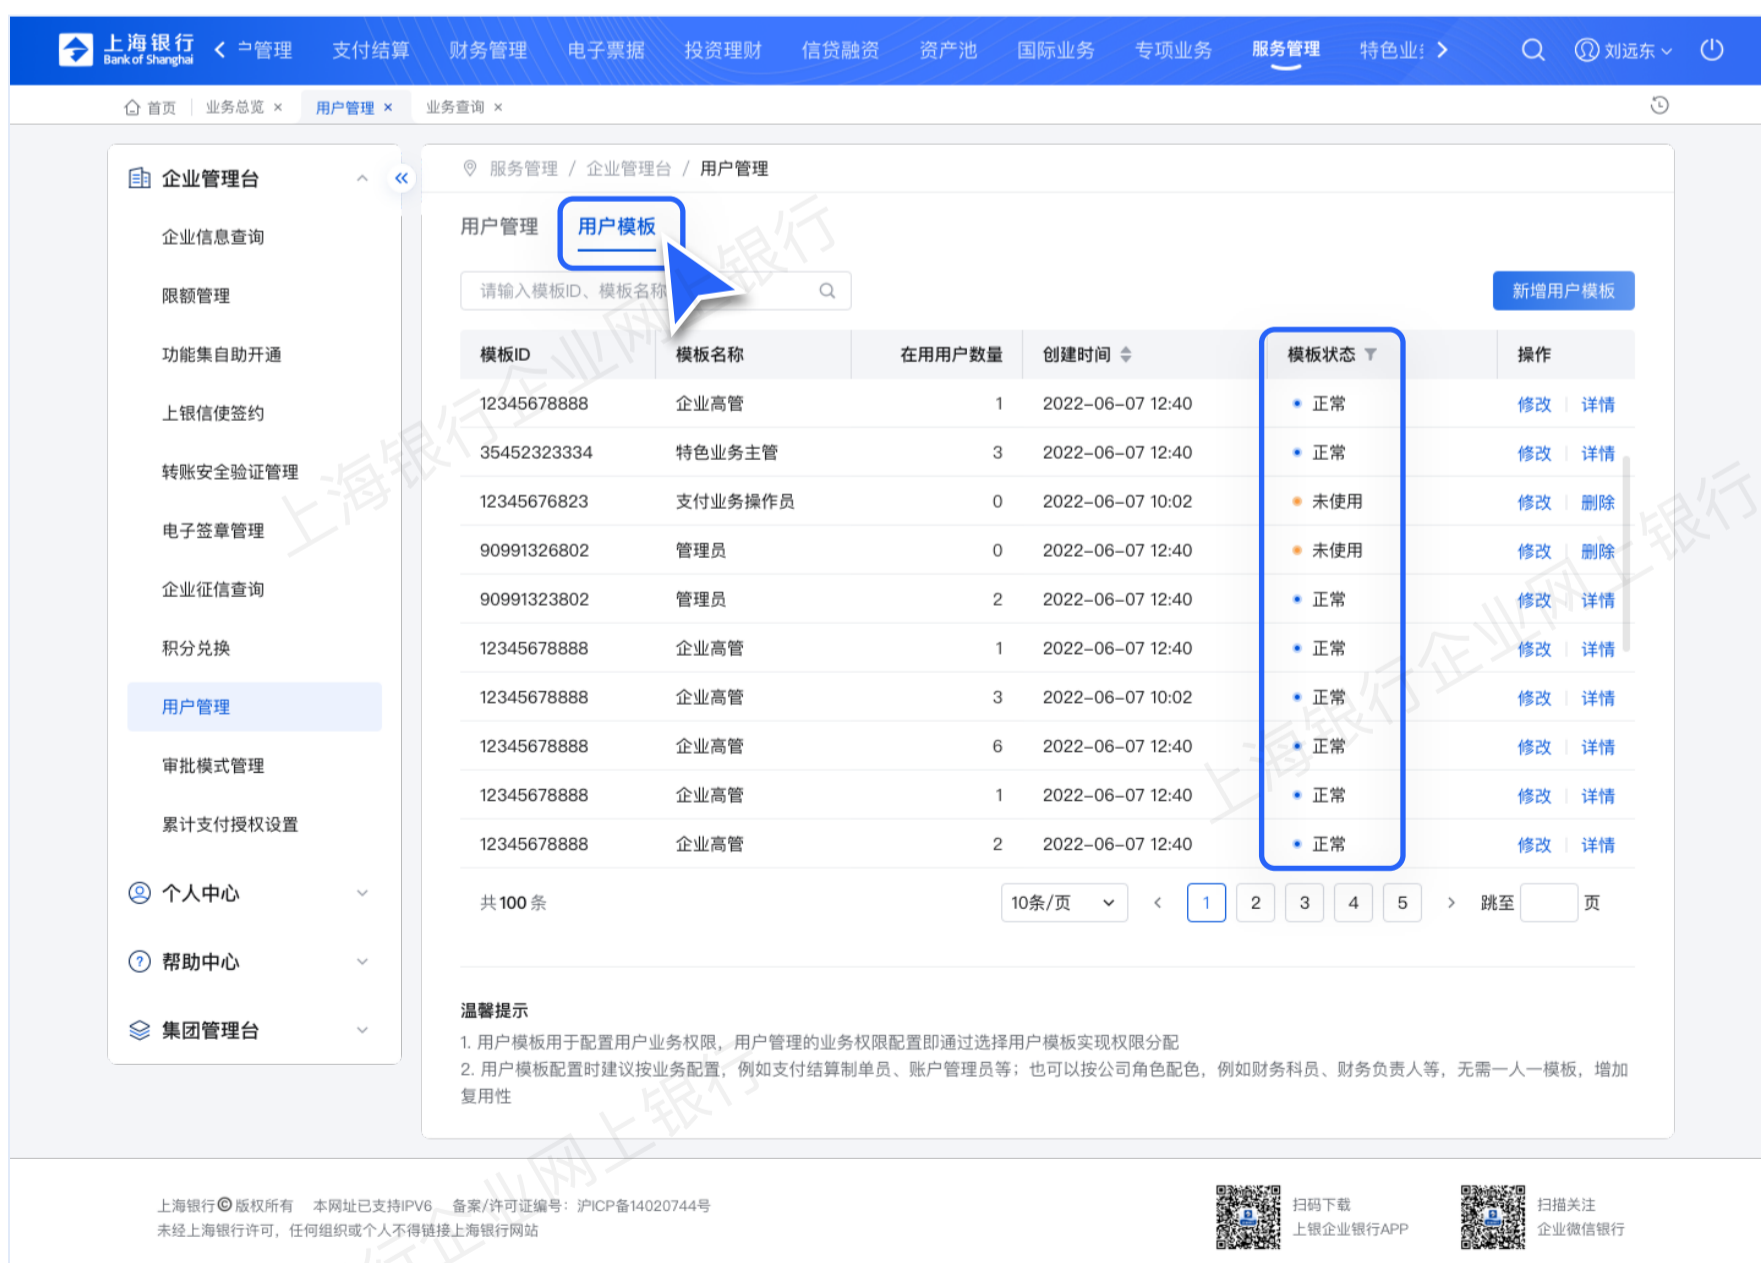 上海银行
Bank of Shanghai
管理 支付结算 财务管理 电子票据 投资理财 信贷融资 资产池 国际业务 专项业务 服务管理 特色业 刘远东
首页 业务总览 × 用户管理 × 业务查询 ×
企业管理台
企业信息查询
限额管理
功能集自助开通
上银信使签约
转账安全验证管理
电子签章管理
企业征信查询
积分兑换
用户管理
审批模式管理
累计支付授权设置
个人中心
帮助中心
集团管理台
服务管理 / 企业管理台 / 用户管理
用户管理 用户模板
请输入模板ID、模板名称
新增用户模板
模板ID 模板名称 在用用户数量 创建时间 模板状态 操作
12345678888 企业高管 1 2022-06-07 12:40 正常 修改 详情
35452323334 特色业务主管 3 2022-06-07 12:40 正常 修改 详情
12345676823 支付业务操作员 0 2022-06-07 10:02 未使用 修改 删除
90991326802 管理员 0 2022-06-07 12:40 未使用 修改 删除
90991323802 管理员 2 2022-06-07 12:40 正常 修改 详情
12345678888 企业高管 1 2022-06-07 12:40 正常 修改 详情
12345678888 企业高管 3 2022-06-07 10:02 正常 修改 详情
12345678888 企业高管 6 2022-06-07 12:40 正常 修改 详情
12345678888 企业高管 1 2022-06-07 12:40 正常 修改 详情
12345678888 企业高管 2 2022-06-07 12:40 正常 修改 详情
共100条 10条/页 < 1 2 3 4 5 > 跳至 页
温馨提示
1. 用户模板用于配置用户业务权限，用户管理的业务权限配置即通过选择用户模板实现权限分配
2. 用户模板配置时建议按业务配置，例如支付结算制单员、账户管理员等；也可以按公司角色配色，例如财务科员、财务负责人等，无需一人一模板，增加
复用性
上海银行©版权所有 本网址已支持IPV6 备案/许可证编号：沪ICP备14020744号
未经上海银行许可，任何组织或个人不得链接上海银行网站
扫码下载
上银企业银行APP
扫描关注
企业微信银行
上海银行企业网上银行
上海银行企业网上银行
行企业网上银行